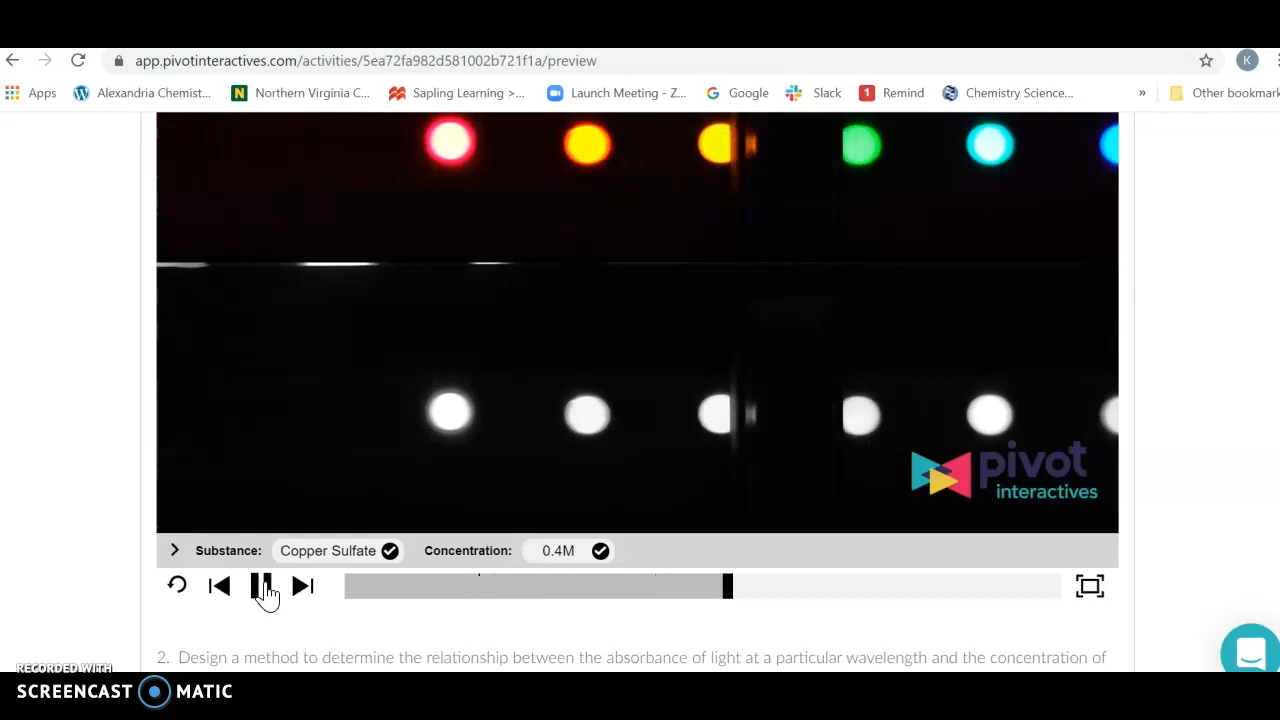 app.pivotinteractives.com/activities/5ea72fa982d581002b721f1a/preview
K
Apps
Alexandria Chemist...
N
Northern Virginia C...
Sapling Learning >...
Launch Meeting - Z...
Google
Slack
1
Remind
Chemistry Science...
»
Other bookmark
pivot
interactives
Substance: Copper Sulfate Concentration: 0.4M
2. Design a method to determine the relationship between the absorbance of light at a particular wavelength and the concentration of
RECORDED WITH
SCREENCAST MATIC